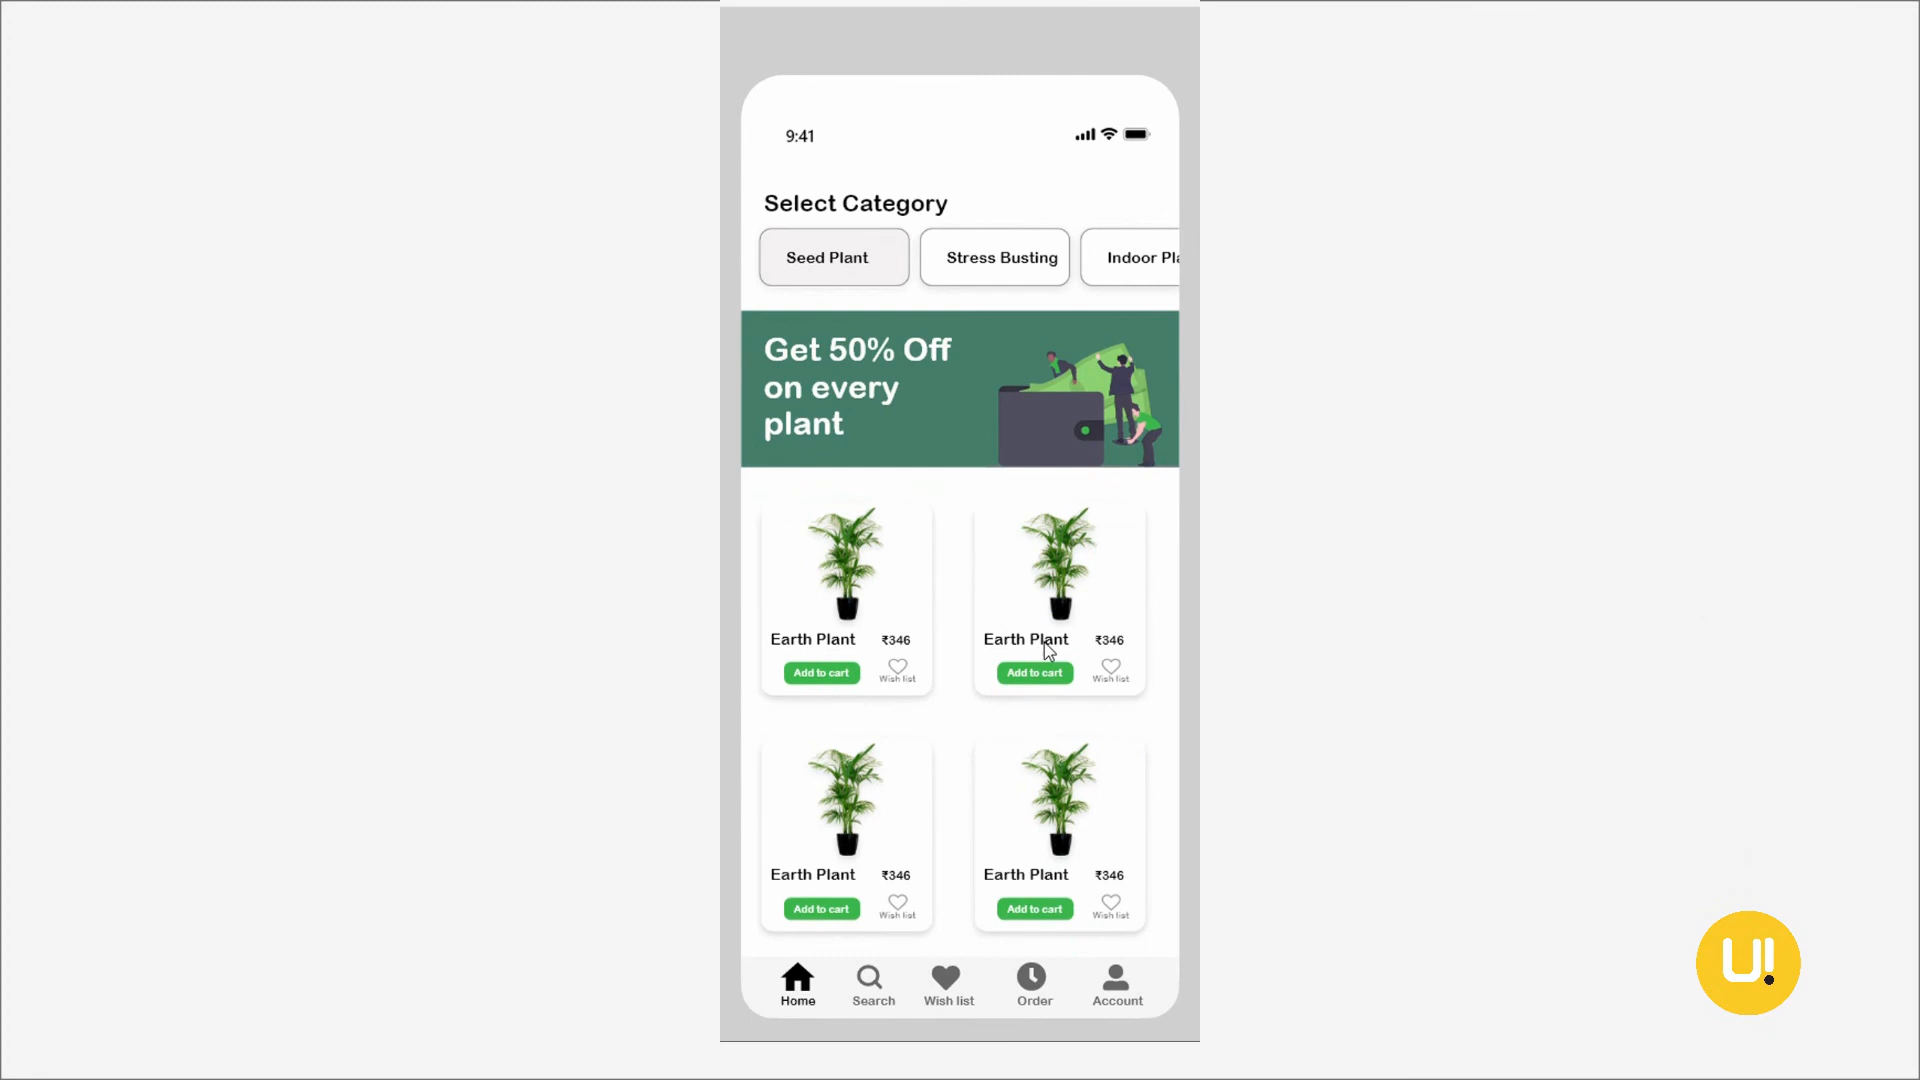 9:41
Select Category
Seed Plant
Stress Busting
Indoor Pla
Get 50% Off
on every
plant
Earth Plant ₹346
Add to cart
Wish list
Earth Plant ₹346
Add to cart
Wish list
Earth Plant ₹346
Add to cart
Wish list
Earth Plant ₹346
Add to cart
Wish list
Home
Search
Wish list
Order
Account
U!